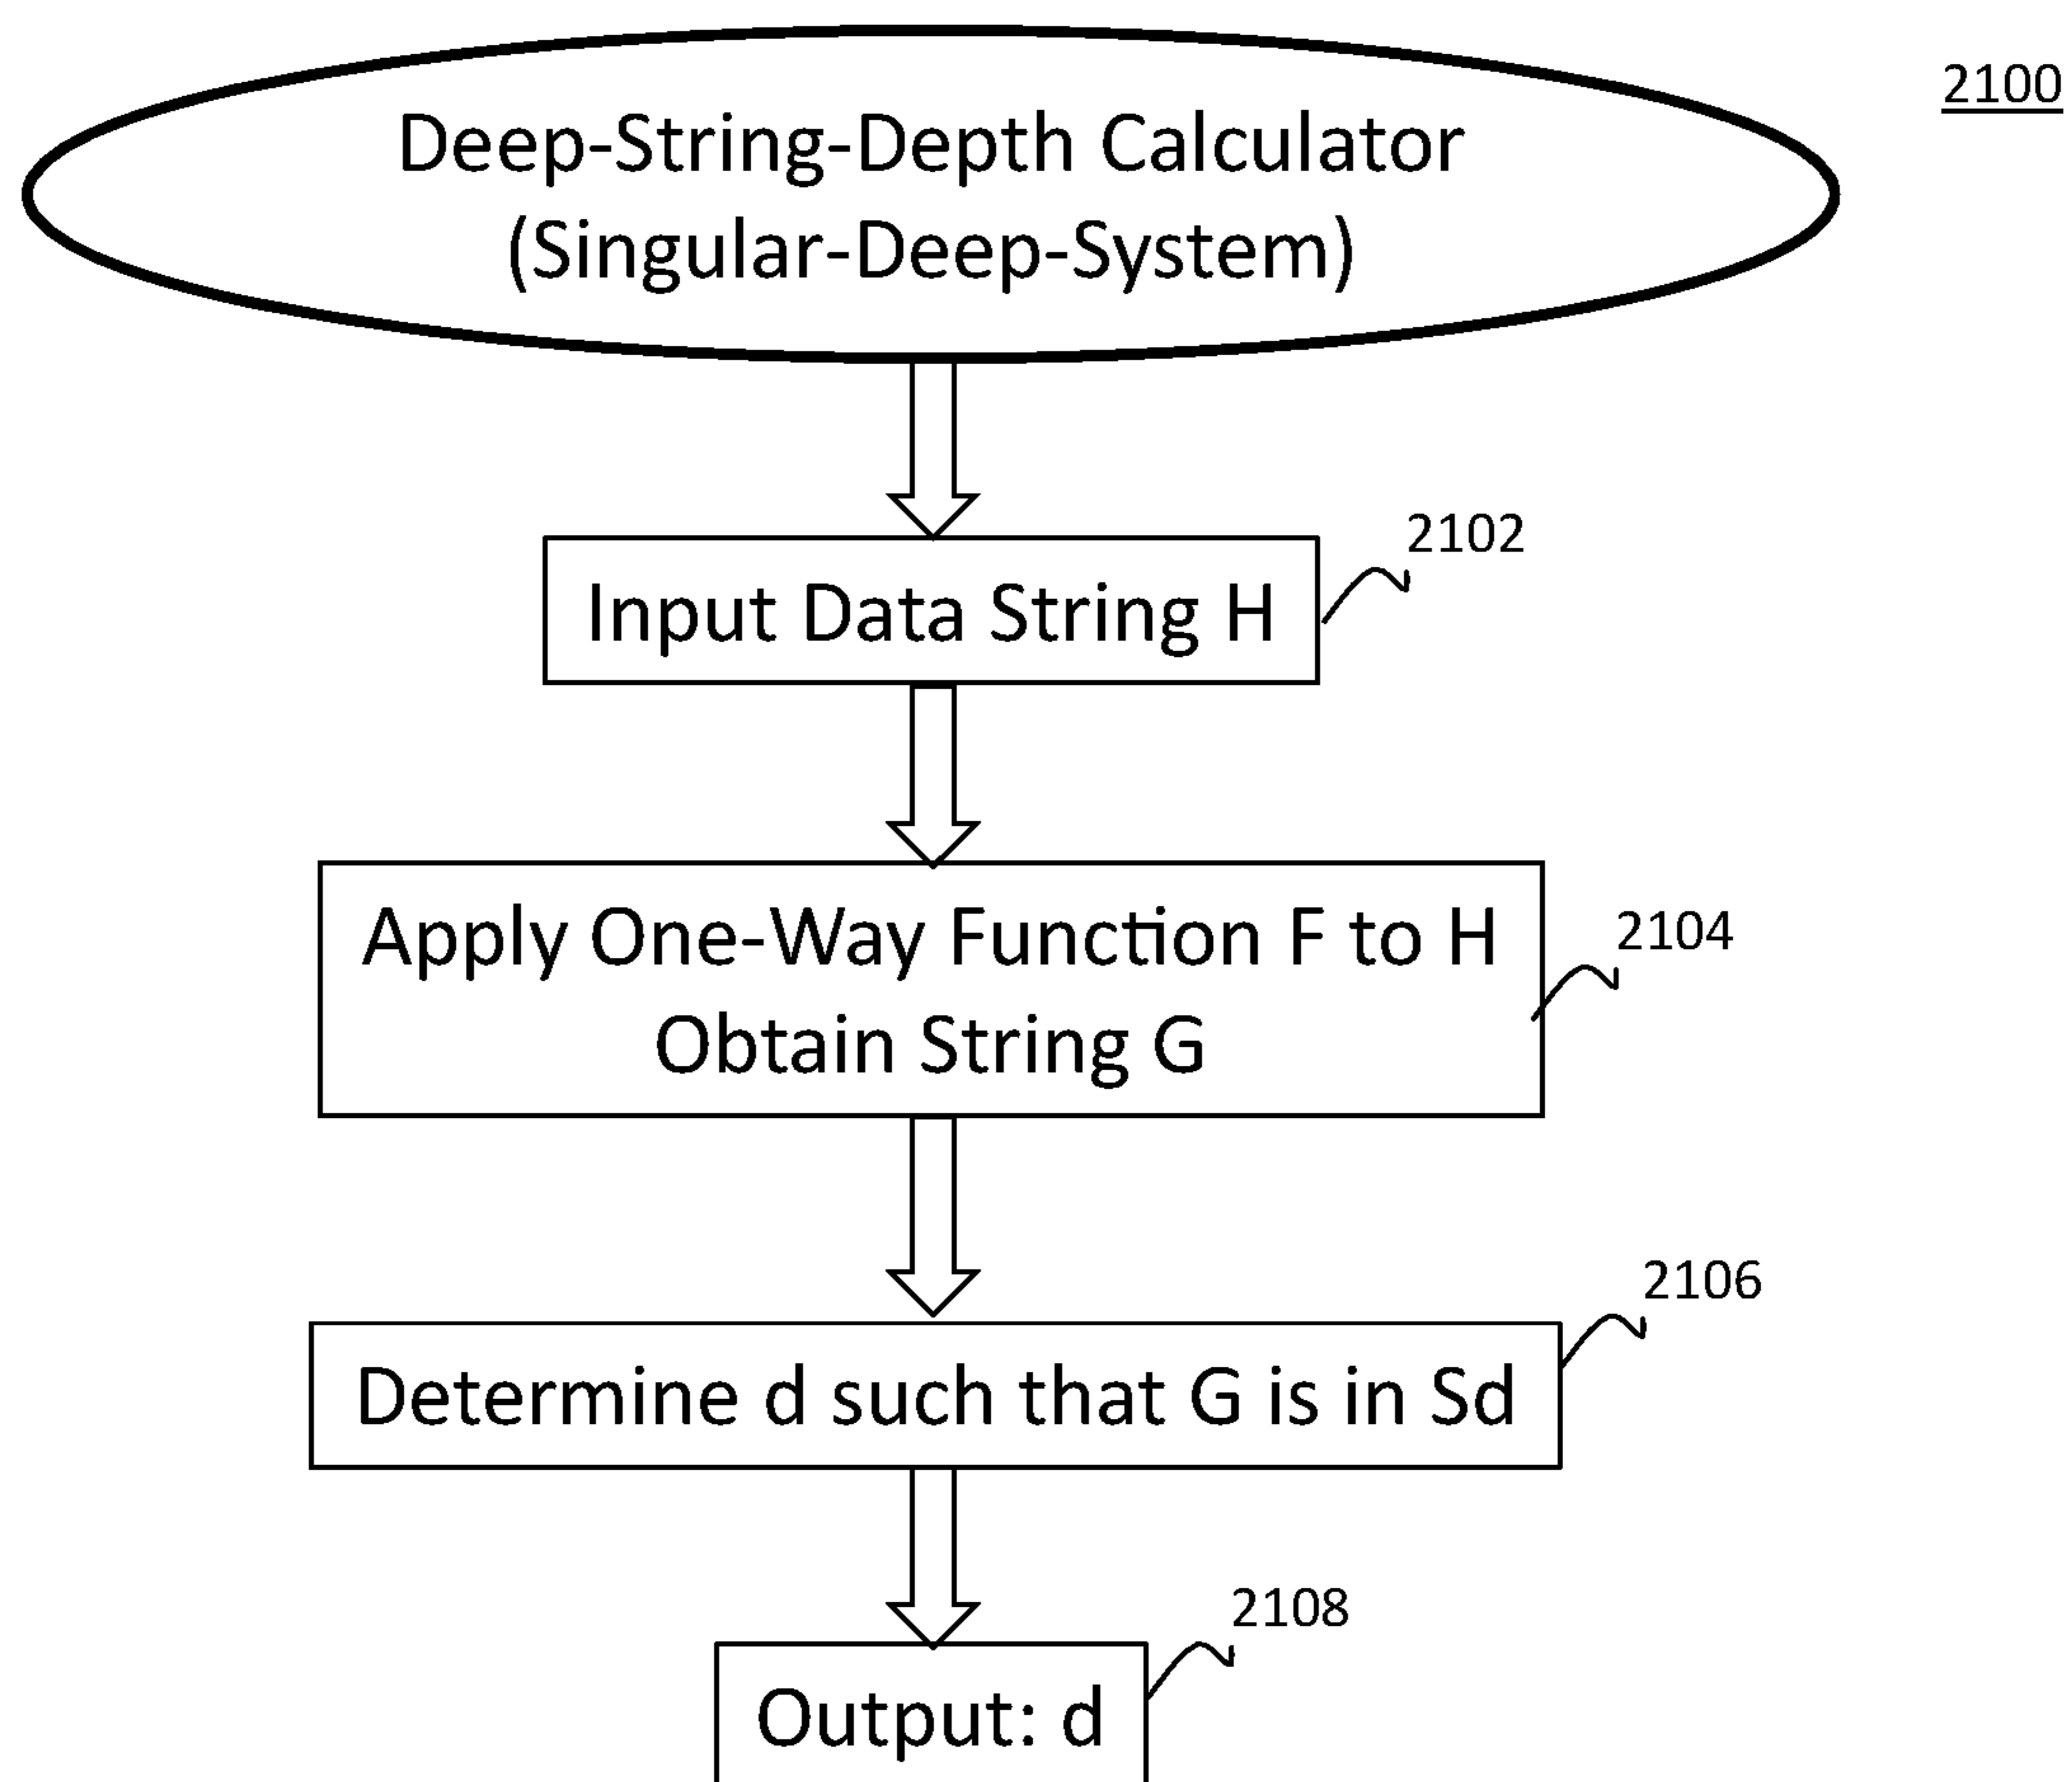 2100
Deep-String-Depth Calculator
(Singular-Deep-System)
2102
Input Data String H
2104
Apply One-Way Function F to H
Obtain String G
2106
Determine d such that G is in Sd
2108
Output: d